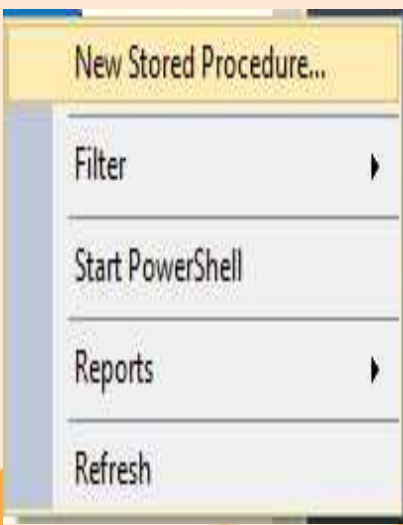 New Stored Procedure...
Filter
Start PowerShell
Reports
Refresh